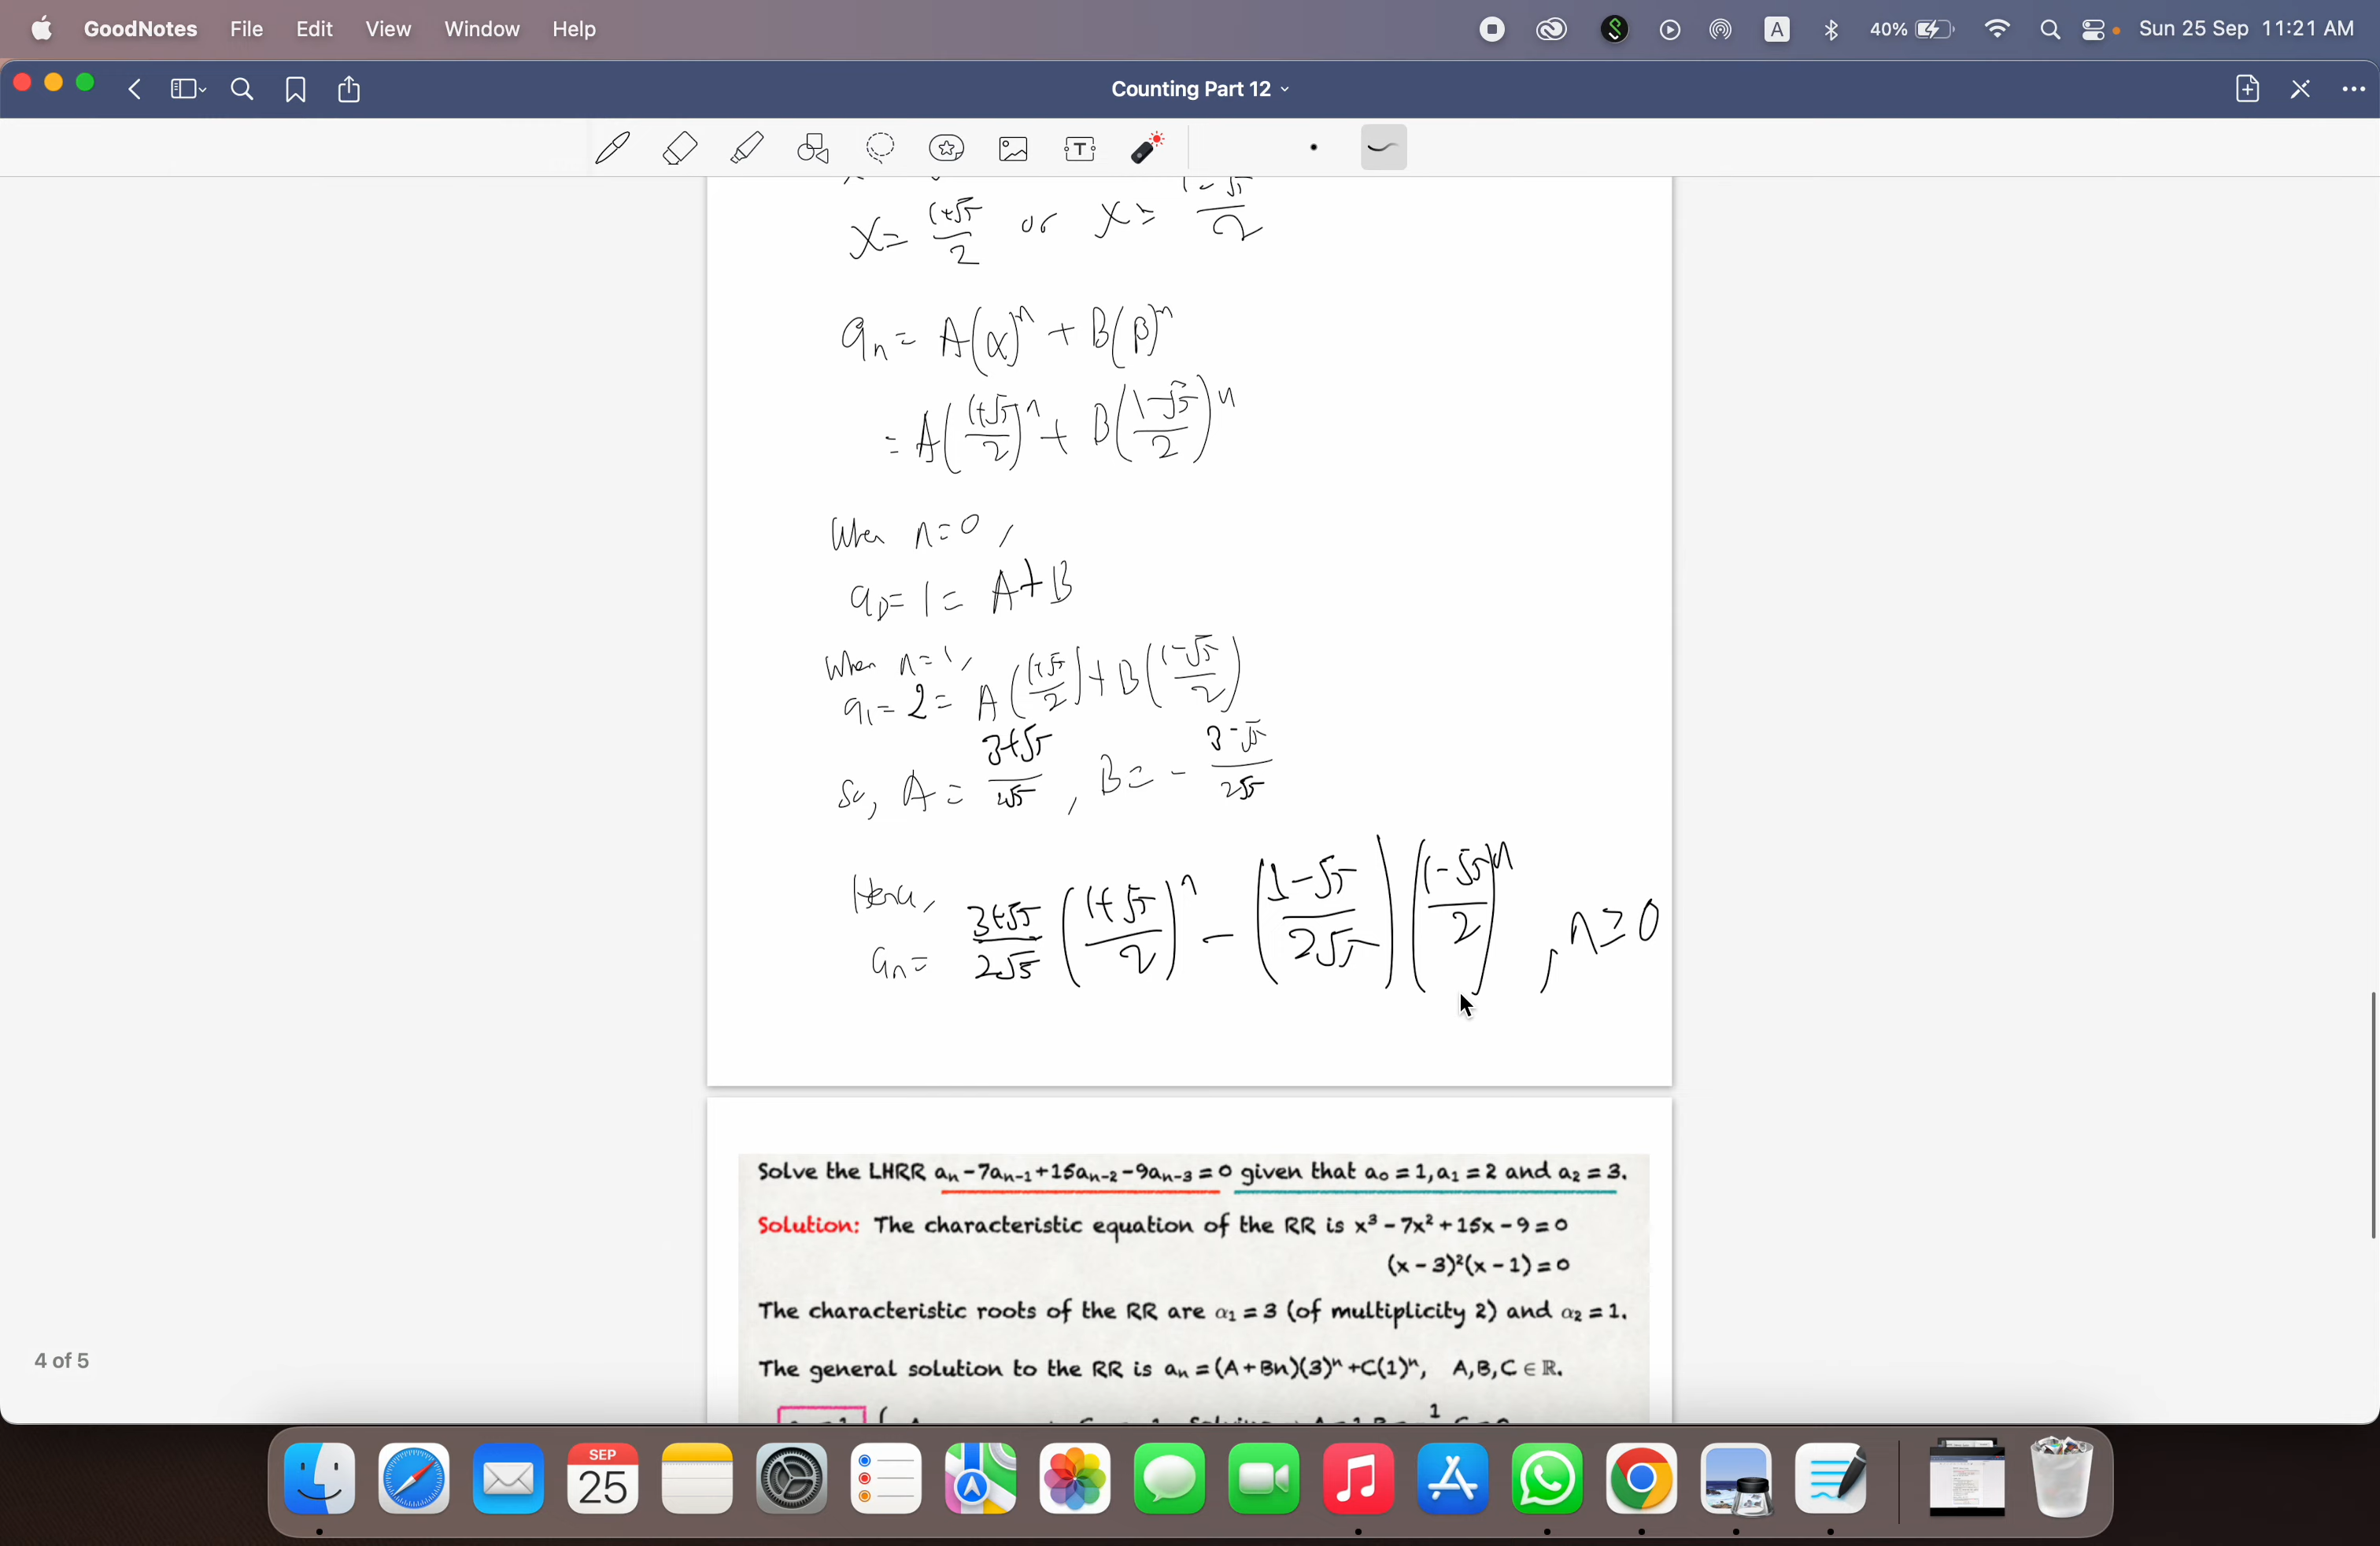 GoodNotes File Edit View Window Help A 40% Sun 25 Sep 11:21 AM
Counting Part 12
T
x = (1+√5)/2 or x = (1-√5)/2
aₙ = A(α)ⁿ + B(β)ⁿ
= A((1+√5)/2)ⁿ + B((1-√5)/2)ⁿ
When n=0,
a₀ = 1 = A+B
When n=1,
a₁ = 2 = A((1+√5)/2) + B((1-√5)/2)
So, A = (3+√5)/(2√5), B = -(3-√5)/(2√5)
Hence,
aₙ = (3+√5)/(2√5) ((1+√5)/2)ⁿ - ((3-√5)/(2√5)) ((1-√5)/2)ⁿ, n ≥ 0
Solve the LHRR aₙ - 7aₙ₋₁ + 15aₙ₋₂ - 9aₙ₋₃ = 0 given that a₀ = 1, a₁ = 2 and a₂ = 3.
Solution: The characteristic equation of the RR is x³ - 7x² + 15x - 9 = 0
(x - 3)²(x - 1) = 0
The characteristic roots of the RR are α₁ = 3 (of multiplicity 2) and α₂ = 1.
The general solution to the RR is aₙ = (A + Bn)(3)ⁿ + C(1)ⁿ, A, B, C ∈ ℝ.
4 of 5
SEP
25